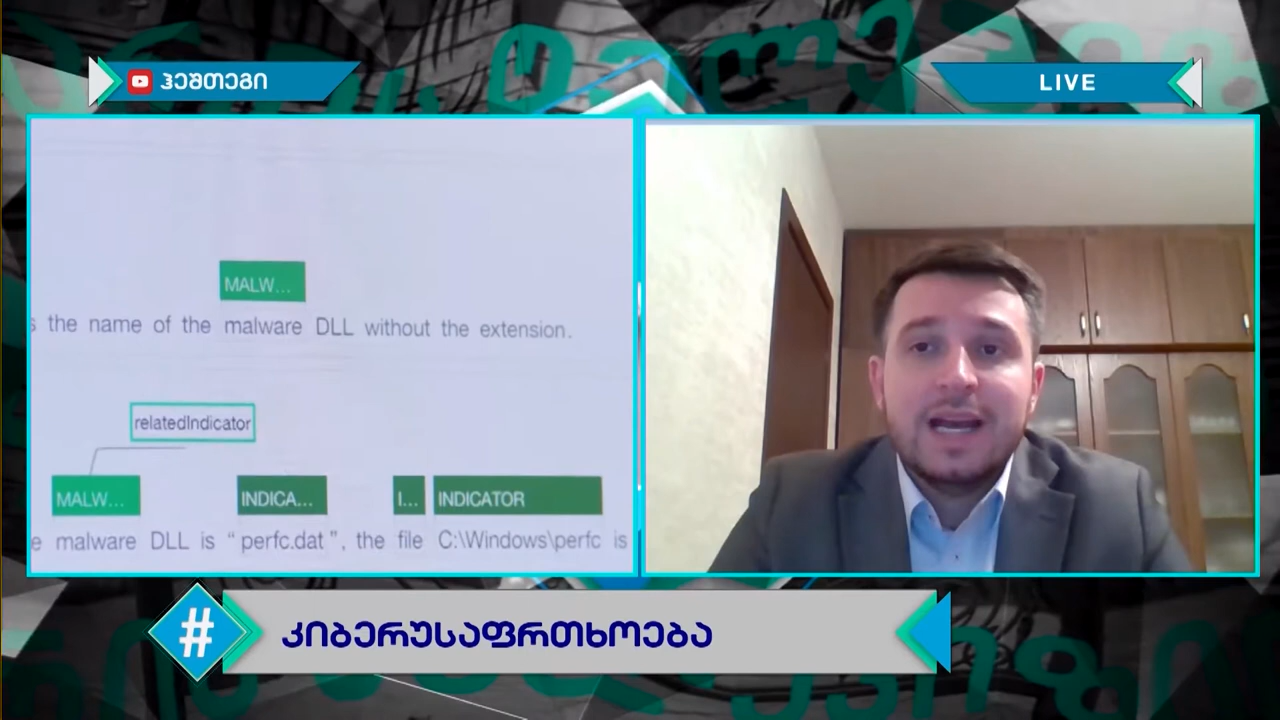 ჰეშთეგი
LIVE
MALW...
the name of the malware DLL without the extension.
relatedIndicator
MALW...
INDICA...
I...
INDICATOR
malware DLL is “perfc.dat”, the file C:\Windows\perfc is
#
კიბერუსაფრთხოება